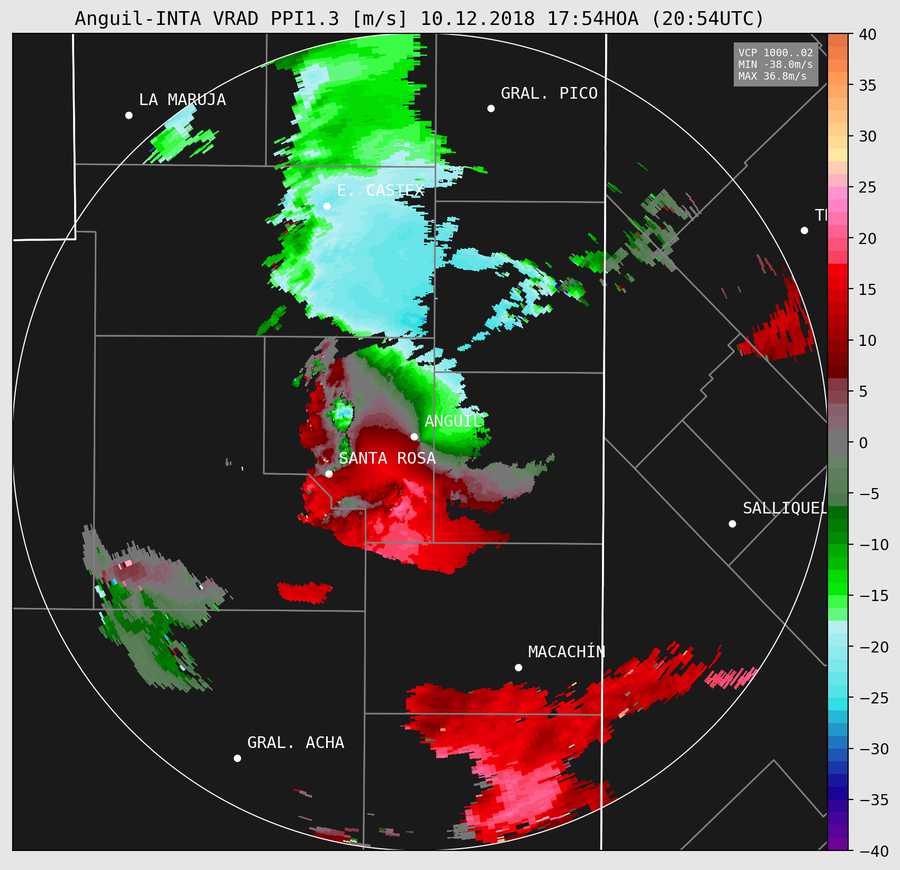 Anguil-INTA VRAD PPI1.3 [m/s] 10.12.2018 17:54HOA (20:54UTC)
VCP 1000..02
MIN -38.0m/s
MAX 36.8m/s
LA MARUJA
GRAL. PICO
E. CASTEX
ANGUIL
SANTA ROSA
SALLIQUEL
MACACHÍN
GRAL. ACHA
40
35
30
25
20
15
10
5
0
−5
−10
−15
−20
−25
−30
−35
−40